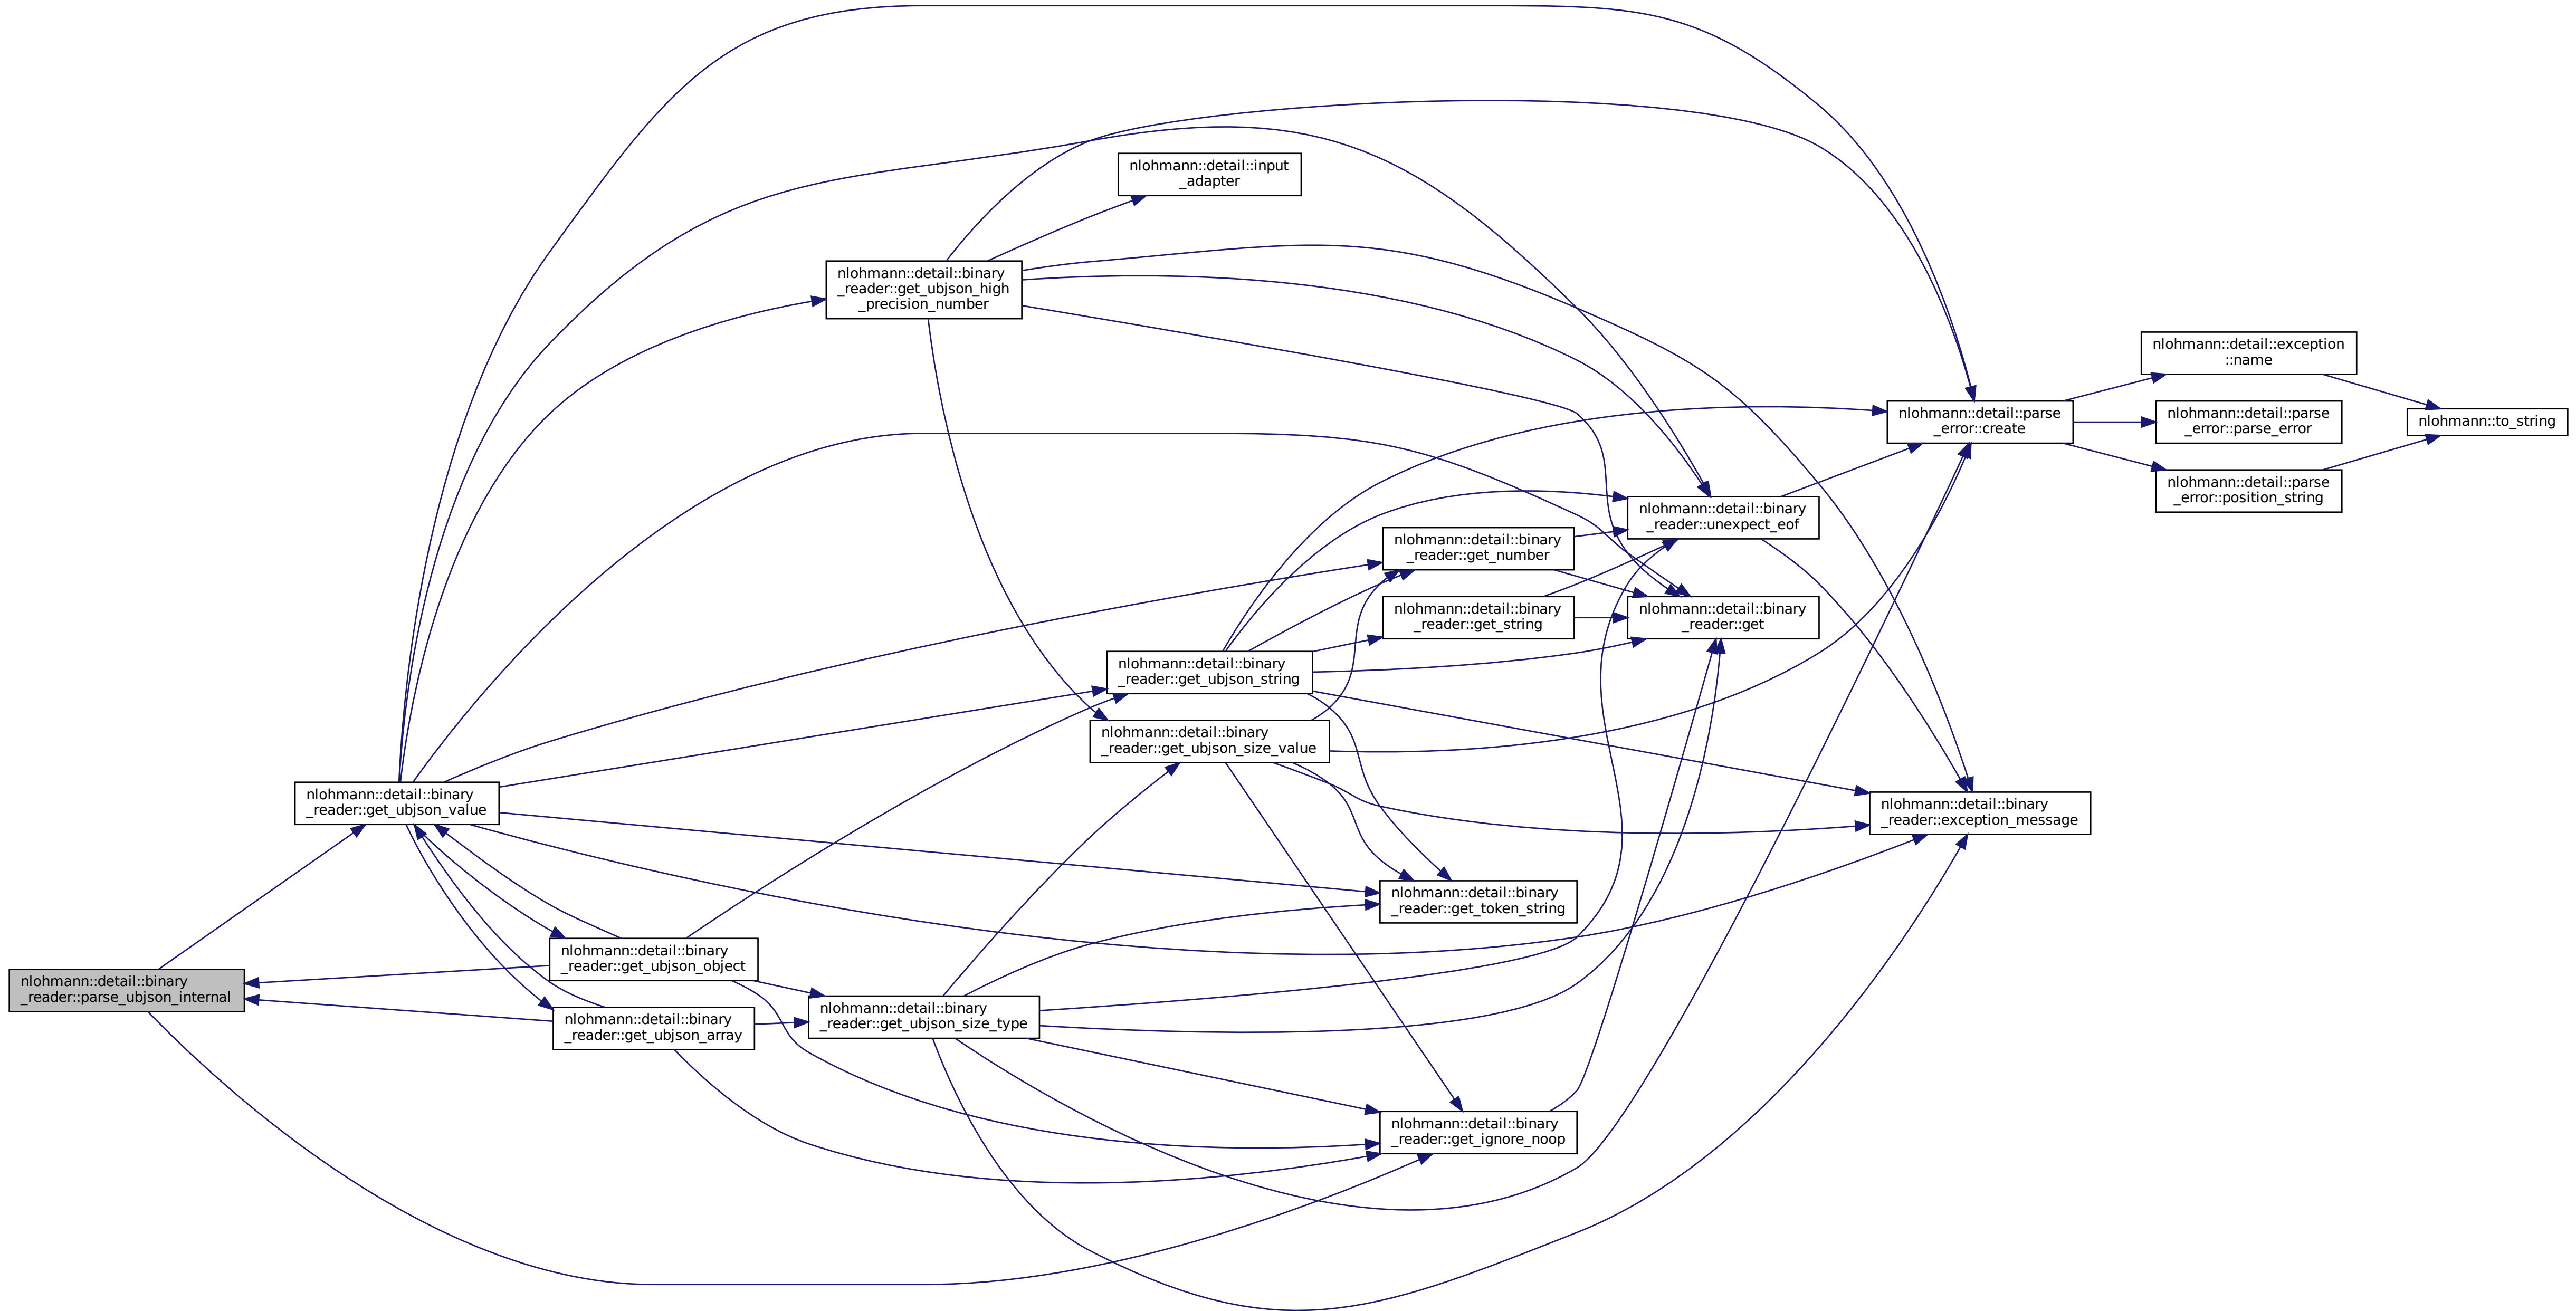 nlohmann::detail::input
_adapter
nlohmann::detail::binary
_reader::get_ubjson_high
_precision_number
nlohmann::detail::exception
::name
nlohmann::detail::parse
_error::create
nlohmann::detail::parse
_error::parse_error
nlohmann::to_string
nlohmann::detail::parse
_error::position_string
nlohmann::detail::binary
_reader::unexpect_eof
nlohmann::detail::binary
_reader::get_number
nlohmann::detail::binary
_reader::get_string
nlohmann::detail::binary
_reader::get
nlohmann::detail::binary
_reader::get_ubjson_string
nlohmann::detail::binary
_reader::get_ubjson_size_value
nlohmann::detail::binary
_reader::get_ubjson_value
nlohmann::detail::binary
_reader::exception_message
nlohmann::detail::binary
_reader::get_token_string
nlohmann::detail::binary
_reader::get_ubjson_object
nlohmann::detail::binary
_reader::parse_ubjson_internal
nlohmann::detail::binary
_reader::get_ubjson_size_type
nlohmann::detail::binary
_reader::get_ubjson_array
nlohmann::detail::binary
_reader::get_ignore_noop